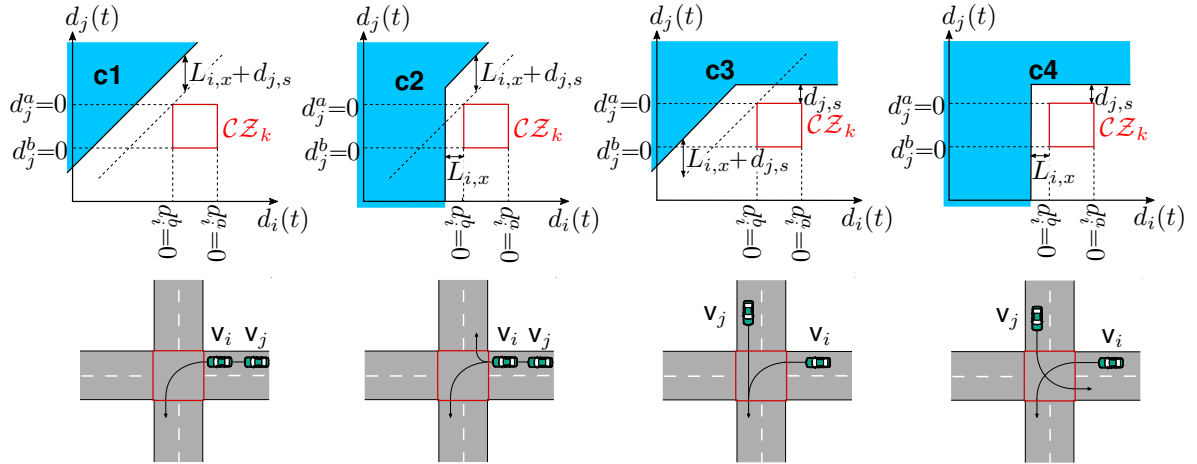 d_j(t)
c1
L_{i,x}+d_{j,s}
d_j^a=0
CZ_k
d_j^b=0
d_i(t)
d_i^b=0
d_i^a=0
d_j(t)
c2
L_{i,x}+d_{j,s}
d_j^a=0
CZ_k
d_j^b=0
L_{i,x}
d_i(t)
d_i^b=0
d_i^a=0
d_j(t)
c3
d_j^a=0
d_{j,s}
CZ_k
d_j^b=0
L_{i,x}+d_{j,s}
d_i(t)
d_i^b=0
d_i^a=0
d_j(t)
c4
d_j^a=0
d_{j,s}
CZ_k
d_j^b=0
L_{i,x}
d_i(t)
d_i^b=0
d_i^a=0
v_i v_j
v_i v_j
v_j
v_i
v_j
v_i